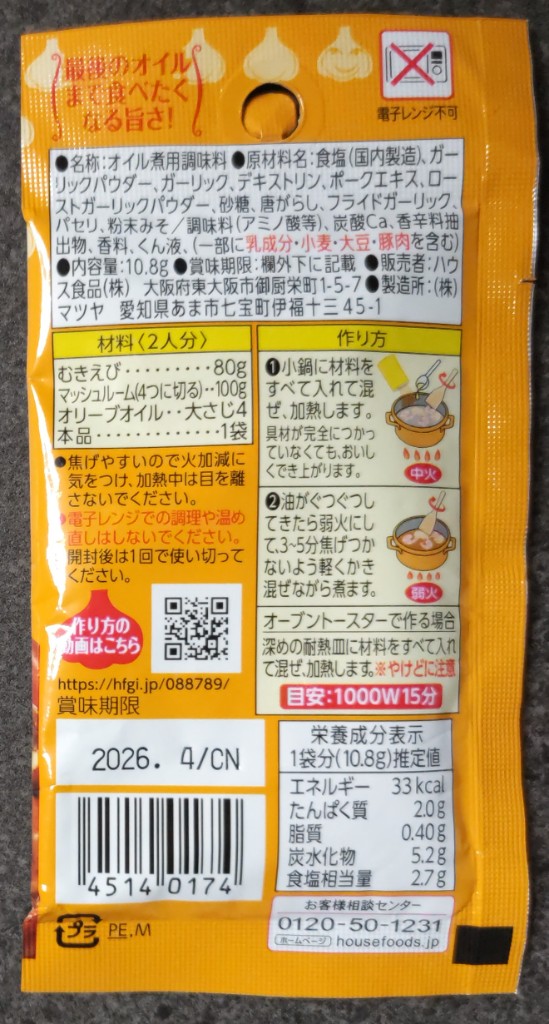 最後のオイル
まで食べたく
なる旨さ!
電子レンジ不可
●名称:オイル煮用調味料 ●原材料名:食塩(国内製造)、ガー
リックパウダー、ガーリック、デキストリン、ポークエキス、ロー
ストガーリックパウダー、砂糖、唐がらし、フライドガーリック、
パセリ、粉末みそ/調味料(アミノ酸等)、炭酸Ca、香辛料抽
出物、香料、くん液、(一部に乳成分・小麦・大豆・豚肉を含む)
●内容量:10.8g ●賞味期限:欄外下に記載 ●販売者:ハウ
ス食品(株) 大阪府東大阪市御厨栄町1-5-7 ●製造所:(株)
マツヤ 愛知県あま市七宝町伊福十三45-1
材料〈2人分〉
むきえび・・・・・・・・・80g
マッシュルーム(4つに切る)・・100g
オリーブオイル・・大さじ4
本品・・・・・・・・・・・・・1袋
●焦げやすいので火加減に
気をつけ、加熱中は目を離
さないでください。
●電子レンジでの調理や温め
直しはしないでください。
開封後は1回で使い切って
ください。
作り方の
動画はこちら
https://hfgi.jp/088789/
作り方
❶小鍋に材料を
すべて入れて混
ぜ、加熱します。
具材が完全につかっ
ていなくても、おいし
くでき上がります。
中火
❷油がぐつぐつし
てきたら弱火にし
て、3~5分焦げつか
ないよう軽くかき
混ぜながら煮ます。
弱火
オーブントースターで作る場合
深めの耐熱皿に材料をすべて入れ
て混ぜ、加熱します。※やけどに注意
目安:1000W15分
賞味期限
2026. 4/CN
4514 0174
プラ PE,M
栄養成分表示
1袋分(10.8g)推定値
エネルギー 33kcal
たんぱく質 2.0g
脂質 0.40g
炭水化物 5.2g
食塩相当量 2.7g
お客様相談センター
0120-50-1231
ホームページ housefoods.jp